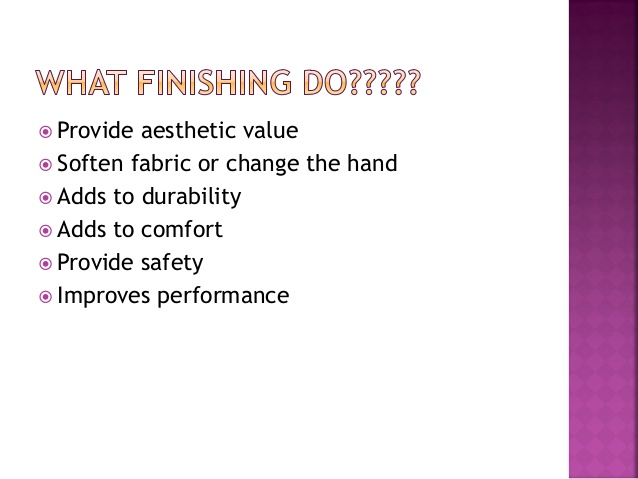 WHAT FINISHING DO?????
Provide aesthetic value
Soften fabric or change the hand
Adds to durability
Adds to comfort
Provide safety
Improves performance